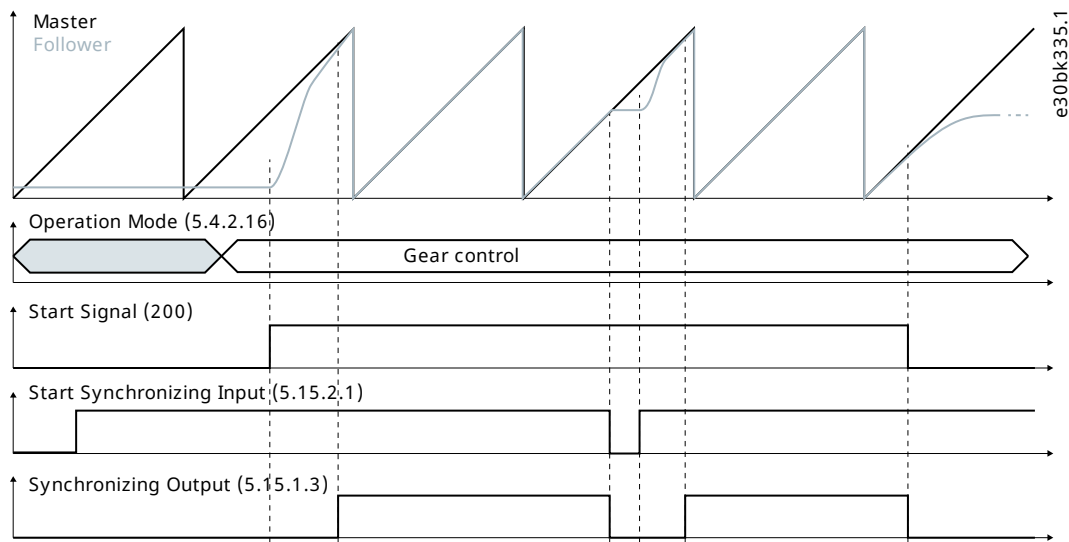 Master
Follower
e30bk335.1
Operation Mode (5.4.2.16)
Gear control
Start Signal (200)
Start Synchronizing Input (5.15.2.1)
Synchronizing Output (5.15.1.3)